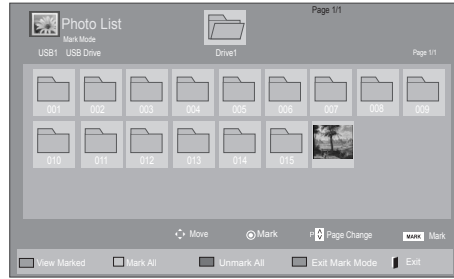 Page 1/1
Photo List
Mark Mode
USB1 USB Drive
Drive1
Page 1/1
001 002 003 004 005 006 007 008 009
010 011 012 013 014 015
Move Mark P Page Change MARK Mark
View Marked Mark All Unmark All Exit Mark Mode Exit